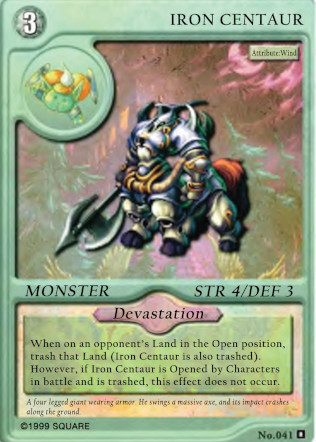 3
IRON CENTAUR
Attribute:Wind
MONSTER STR 4/DEF 3
Devastation
When on an opponent's Land in the Open position,
trash that Land (Iron Centaur is also trashed).
However, if Iron Centaur is Opened by Characters
in battle and is trashed, this effect does not occur.
A four legged giant wearing armor. He swings a massive axe, and its impact crashes
along the ground.
©1999 SQUARE
No.041